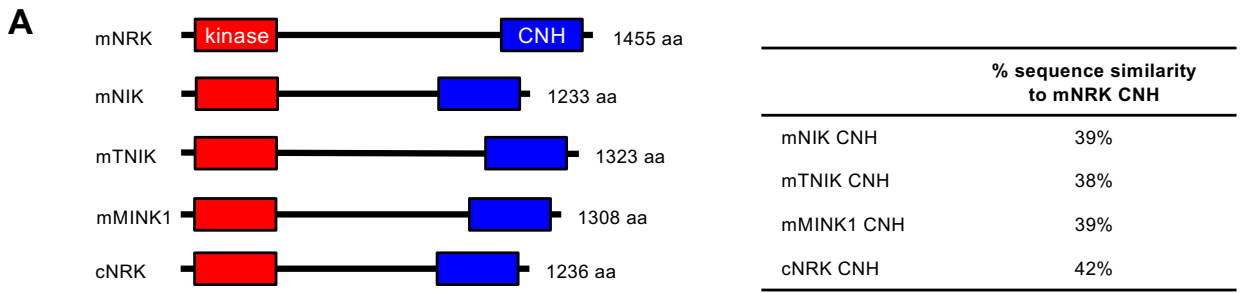 A
mNRK kinase CNH 1455 aa
mNIK 1233 aa
mTNIK 1323 aa
mMINK1 1308 aa
cNRK 1236 aa
% sequence similarity
to mNRK CNH
mNIK CNH 39%
mTNIK CNH 38%
mMINK1 CNH 39%
cNRK CNH 42%